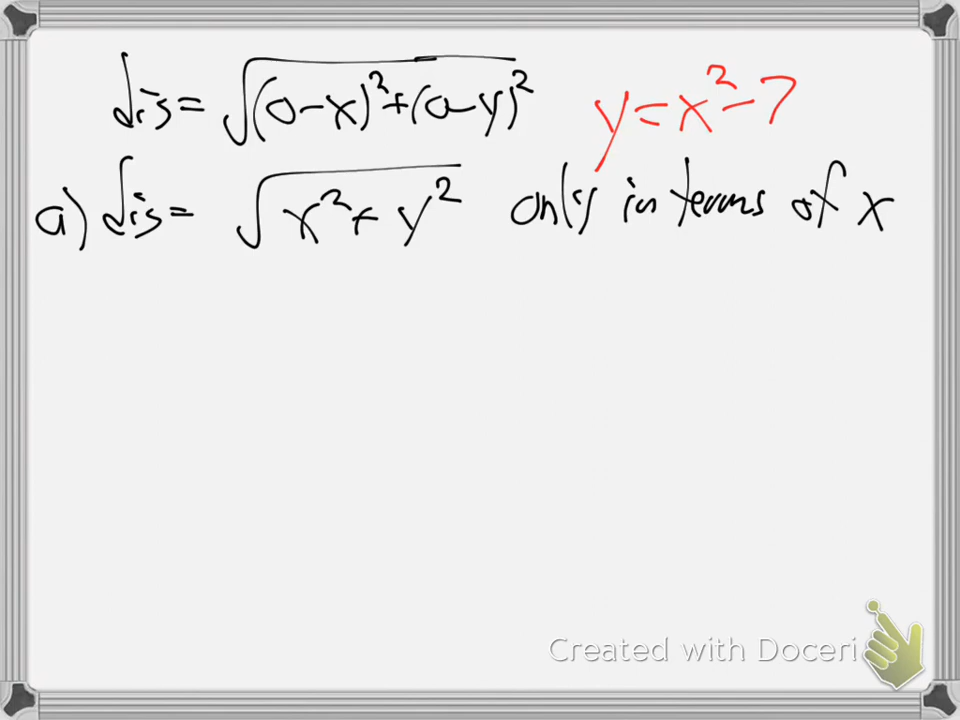 dis = √(0-x)²+(0-y)² y = x²-7
a) dis = √x²+y² only in terms of x
Created with Doceri